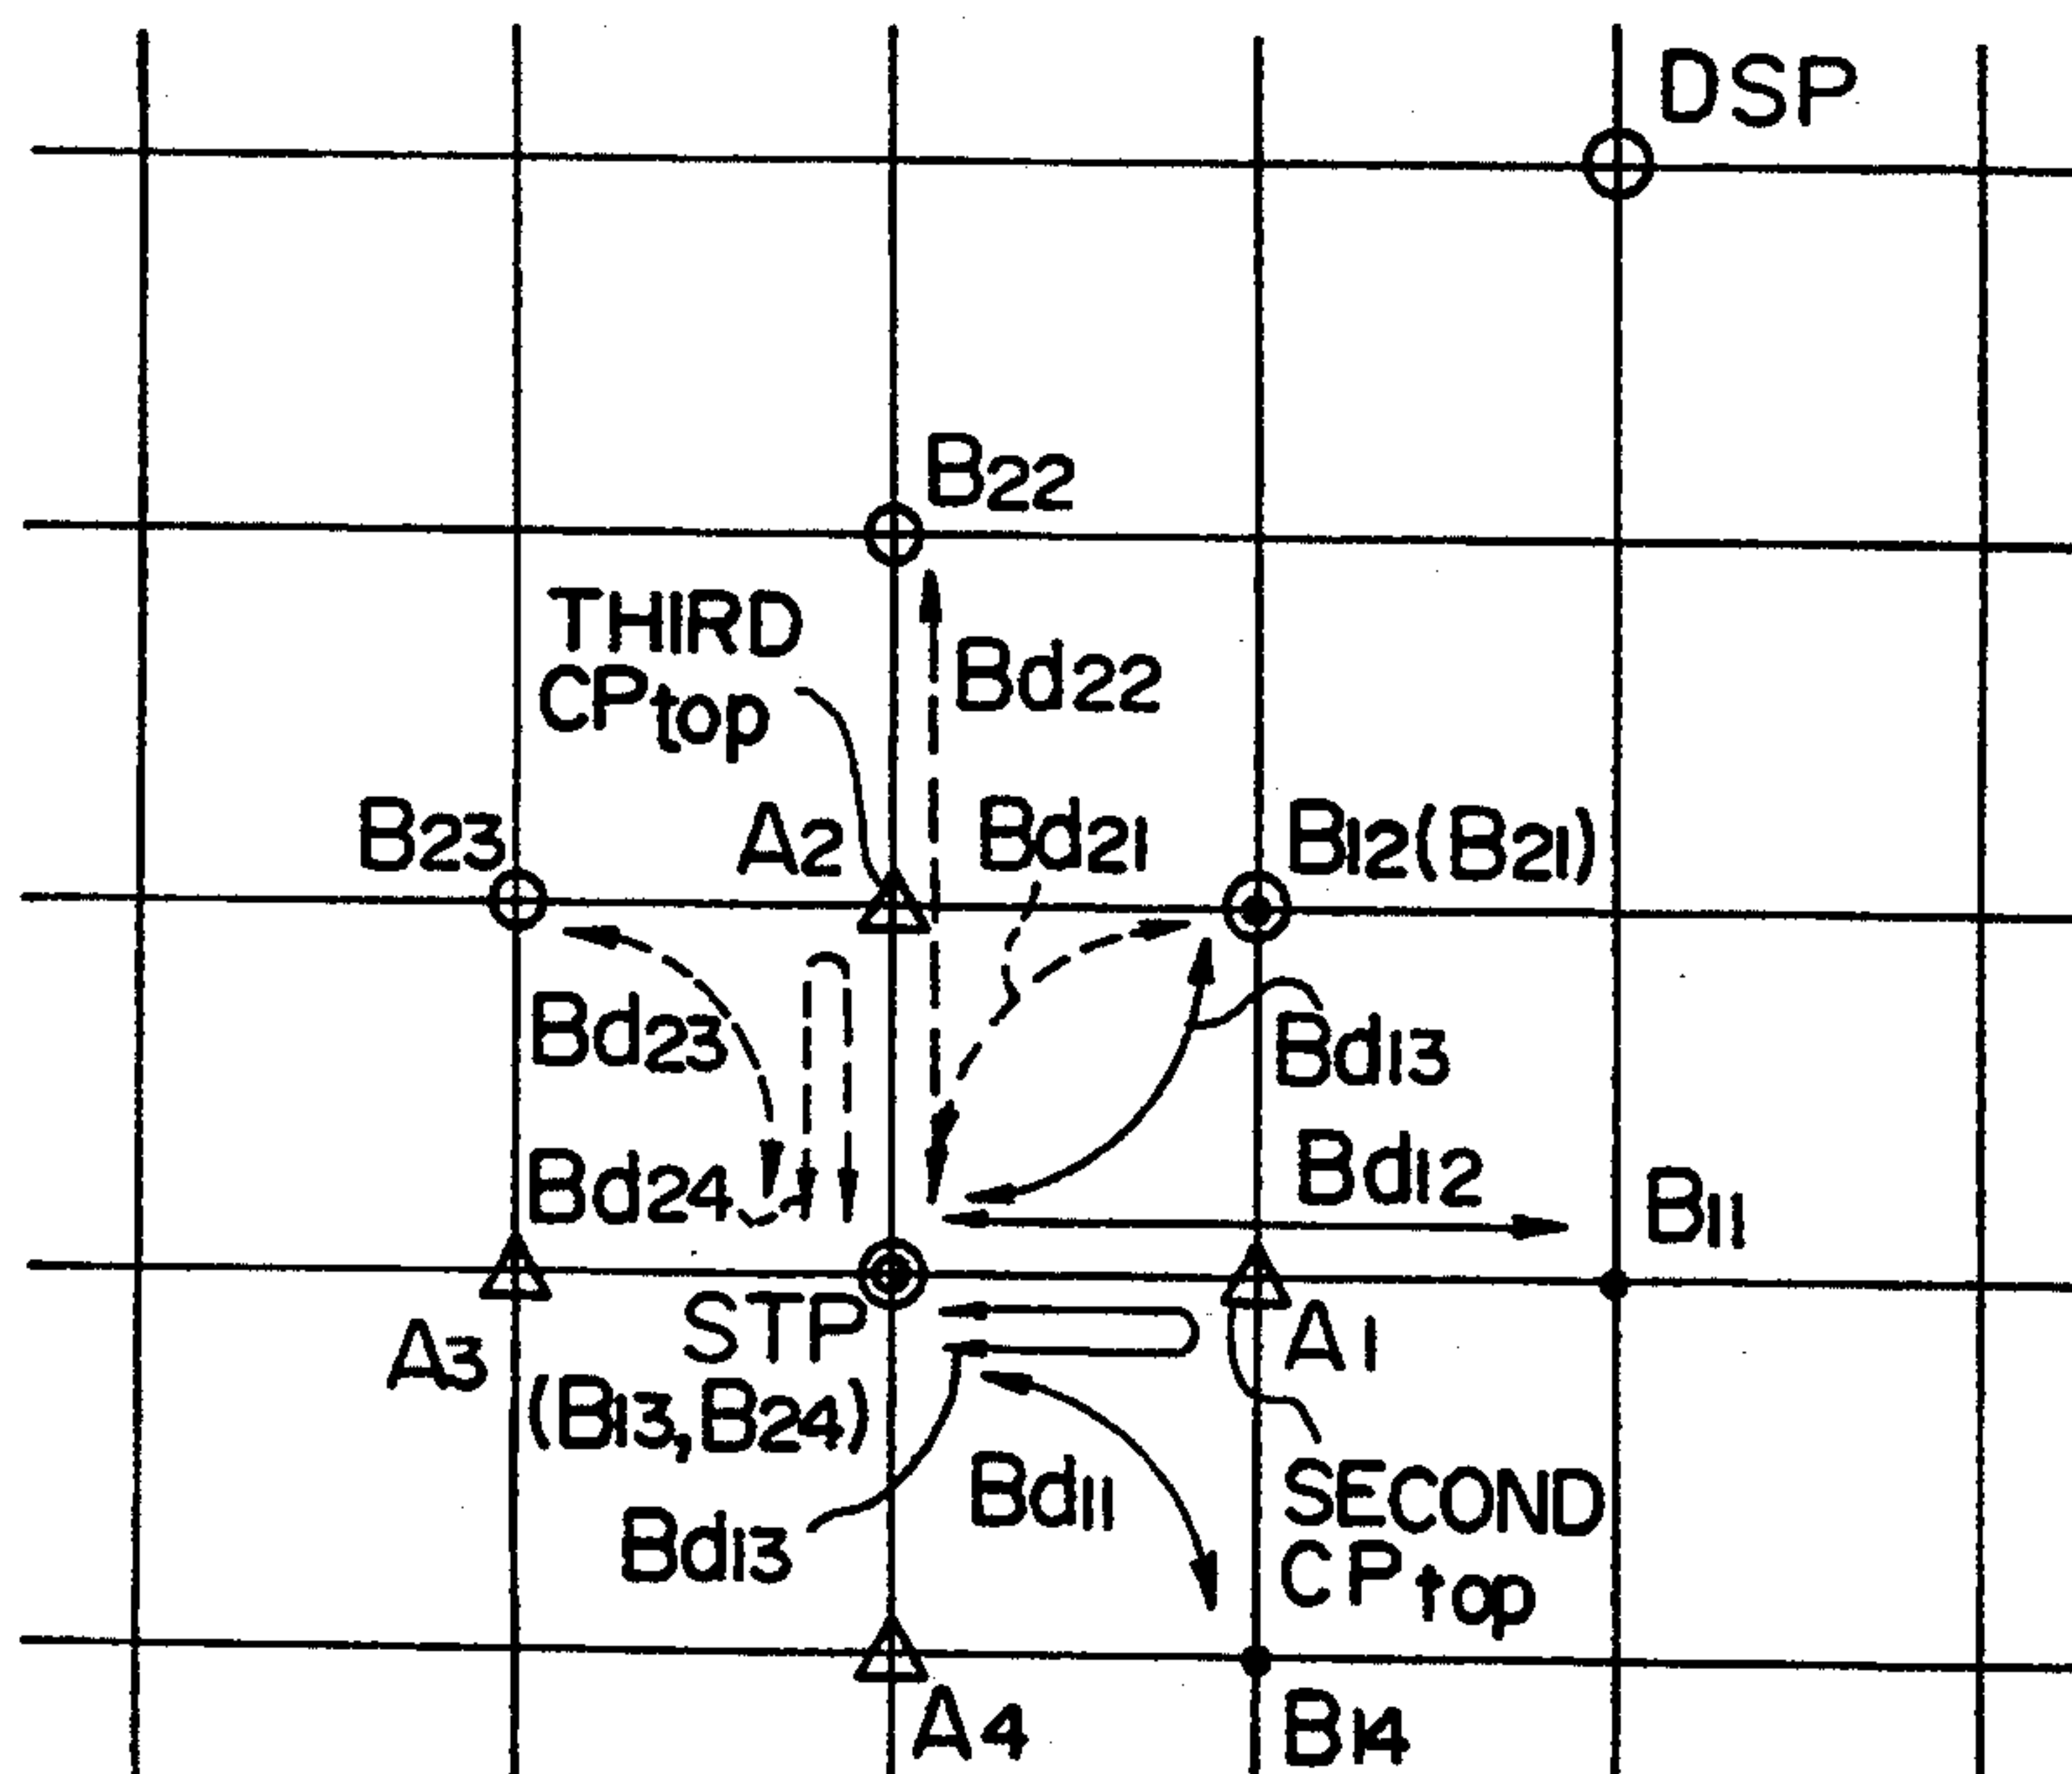 DSP
B22
THIRD
CPtop
Bd22
B23
A2
Bd21
B12(B21)
Bd23
Bd13
Bd24
Bd12
B11
STP
(B13,B24)
A3
A1
Bd13
Bd11
SECOND
CPtop
A4
B14